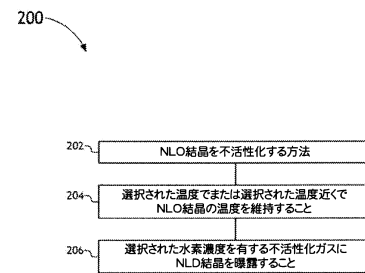 200
202
NLO結晶を不活性化する方法
204
選択された温度でまたは選択された温度近くで
NLO結晶の温度を維持すること
206
選択された水素濃度を有する不活性化ガスに
NLD結晶を曝露すること